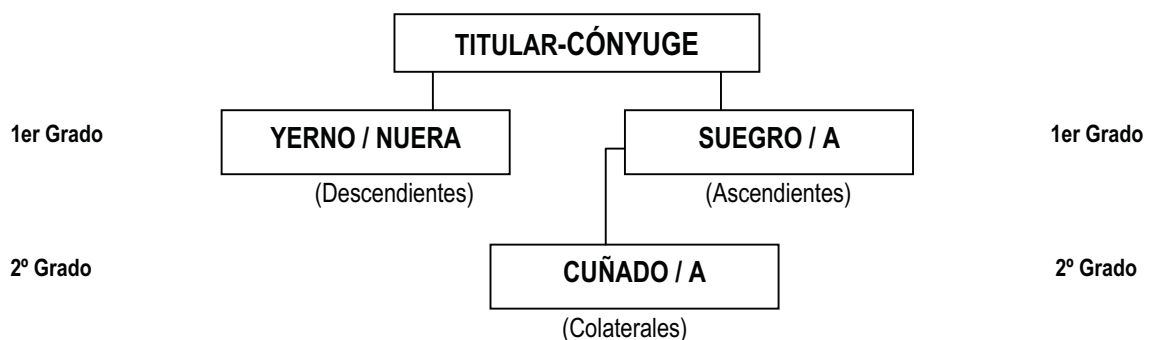 TITULAR-CÓNYUGE
1er Grado YERNO / NUERA SUEGRO / A 1er Grado
(Descendientes) (Ascendientes)
2º Grado CUÑADO / A 2º Grado
(Colaterales)